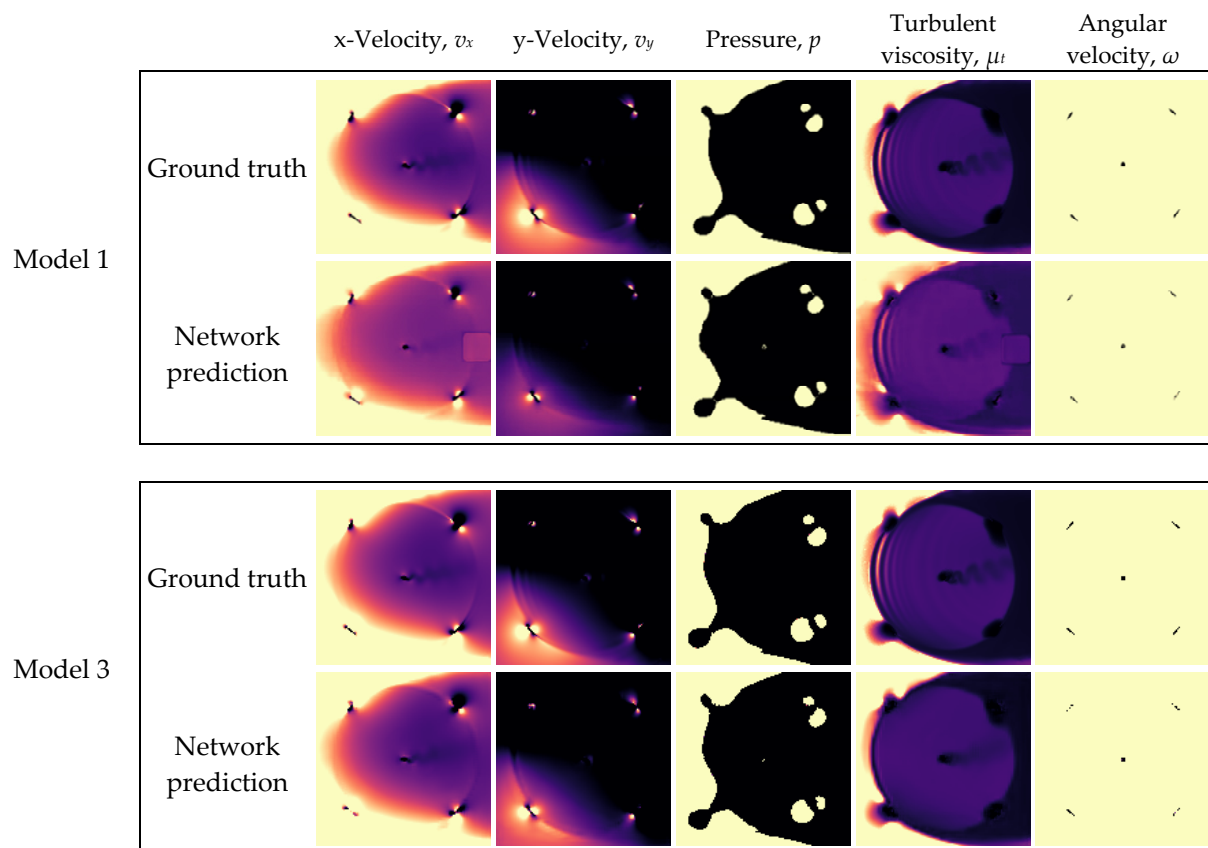 x-Velocity, vx
y-Velocity, vy
Pressure, p
Turbulent
viscosity, μt
Angular
velocity, ω
Model 1
Ground truth
Network
prediction
Model 3
Ground truth
Network
prediction